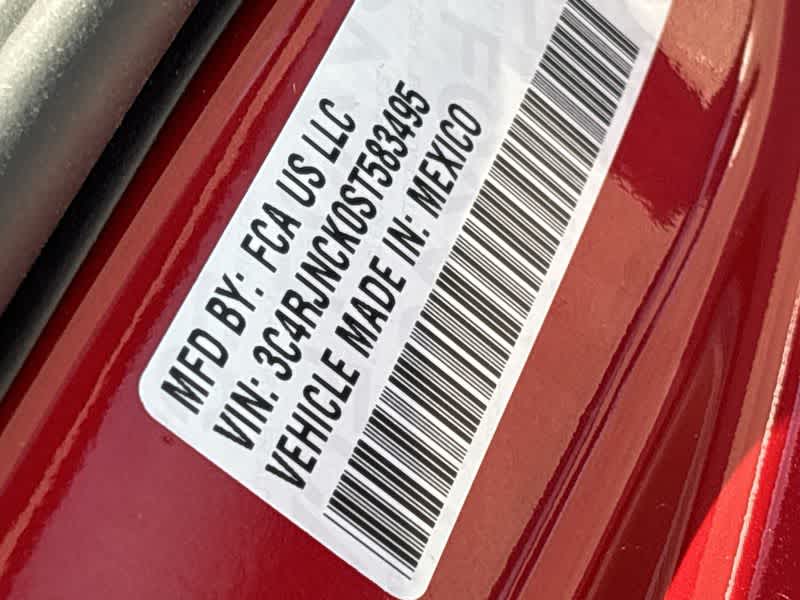 MFD BY: FCA US LLC
VIN: 3C4RJNCK0ST583495
VEHICLE MADE IN: MEXICO